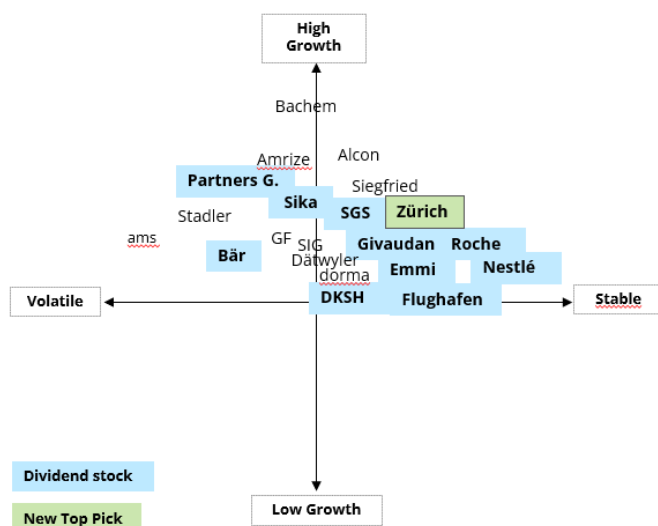 High
Growth
Bachem
Amrize
Alcon
Partners G.
Siegfried
Sika
SGS
Zürich
Stadler
ams
GF
SIG
Givaudan
Roche
Bär
Dätwyler
Emmi
Nestlé
dorma
Volatile
DKSH
Flughafen
Stable
Dividend stock
Low Growth
New Top Pick